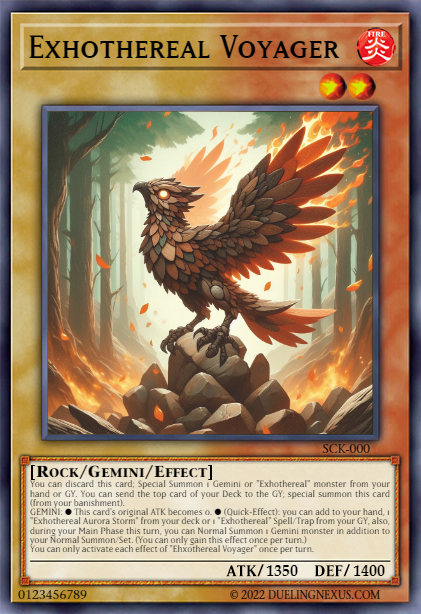 Exhothereal Voyager
FIRE
炎
SCK-000
[Rock/Gemini/Effect]
You can discard this card; Special Summon 1 Gemini or "Exhothereal" monster from your
hand or GY. You can send the top card of your Deck to the GY; special summon this card
(from your banishment).
GEMINI: ● This card's original ATK becomes 0. ● (Quick-Effect): you can add to your hand, 1
"Exhothereal Aurora Storm" from your deck or 1 "Exhothereal" Spell/Trap from your GY, also,
during your Main Phase this turn, you can Normal Summon 1 Gemini monster in addition to
your Normal Summon/Set. (You can only gain this effect once per turn.)
You can only activate each effect of "Ehxothereal Voyager" once per turn.
ATK/1350 DEF/1400
0123456789
©2022 DUELINGNEXUS.COM